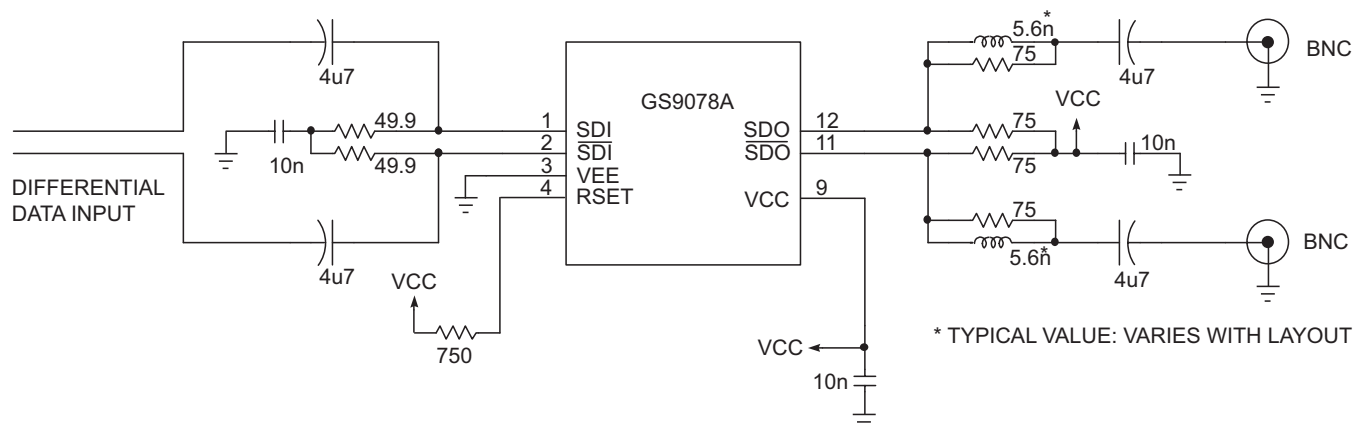 5.6n*
75
4u7
BNC
4u7
GS9078A
VCC
49.9
1
SDI
SDO
12
75
10n
10n
2
SDI
SDO
11
75
49.9
3
VEE
DIFFERENTIAL
DATA INPUT
4
RSET
VCC
9
75
BNC
5.6n*
4u7
4u7
VCC
* TYPICAL VALUE: VARIES WITH LAYOUT
750
VCC
10n